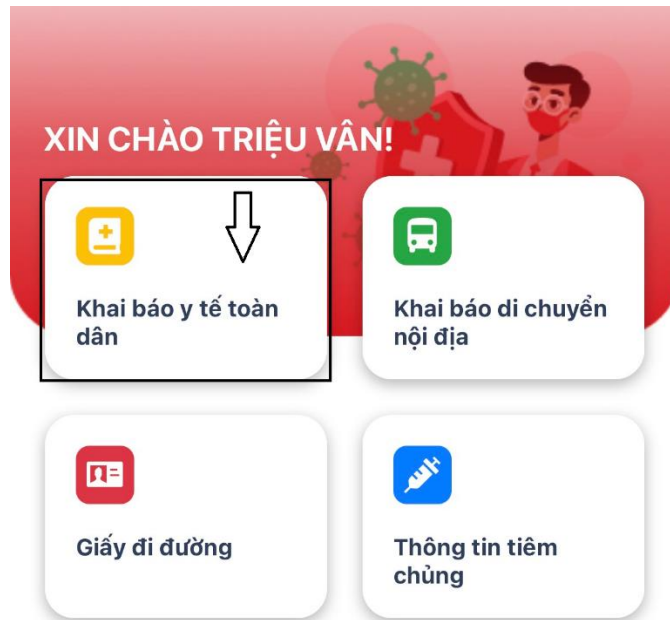 XIN CHÀO TRIỆU VÂN!
Khai báo y tế toàn
dân
Khai báo di chuyển
nội địa
Giấy đi đường
Thông tin tiêm
chủng